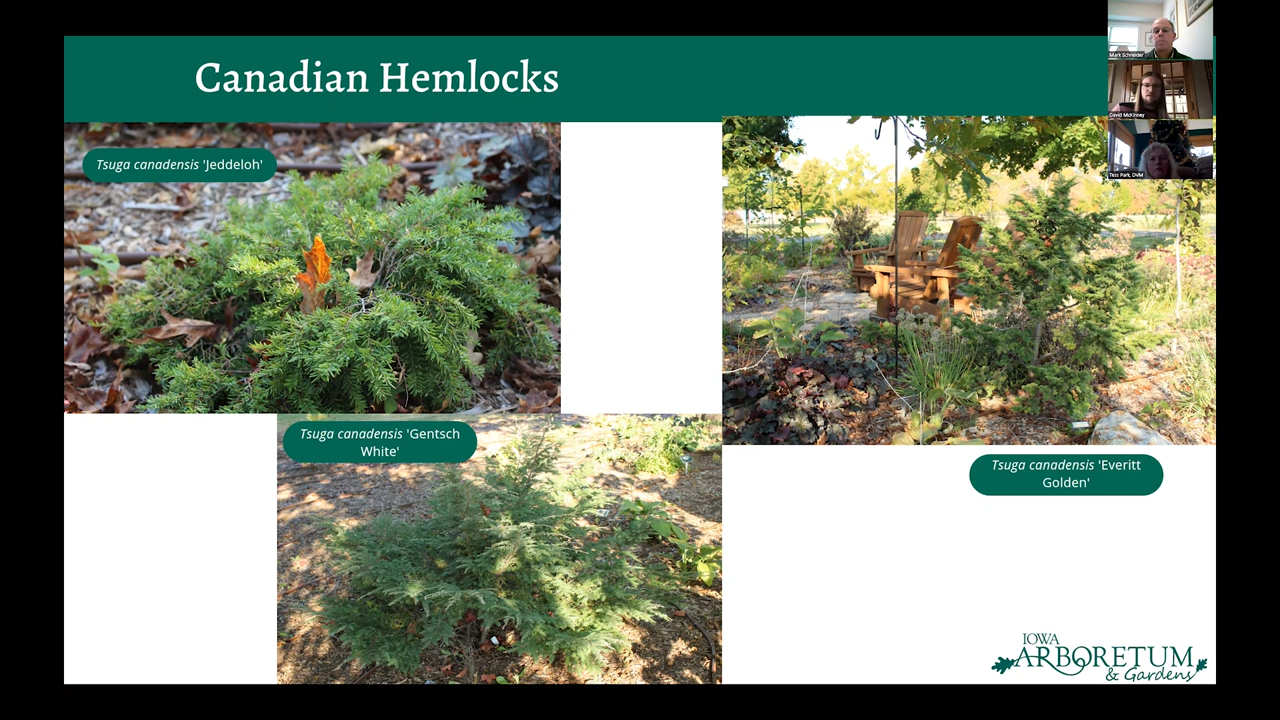 Canadian Hemlocks
Mark Schneider
David McKinney
Tess Park, DVM
Tsuga canadensis 'Jeddeloh'
Tsuga canadensis 'Gentsch
White'
Tsuga canadensis 'Everitt
Golden'
IOWA
ARBORETUM
& Gardens